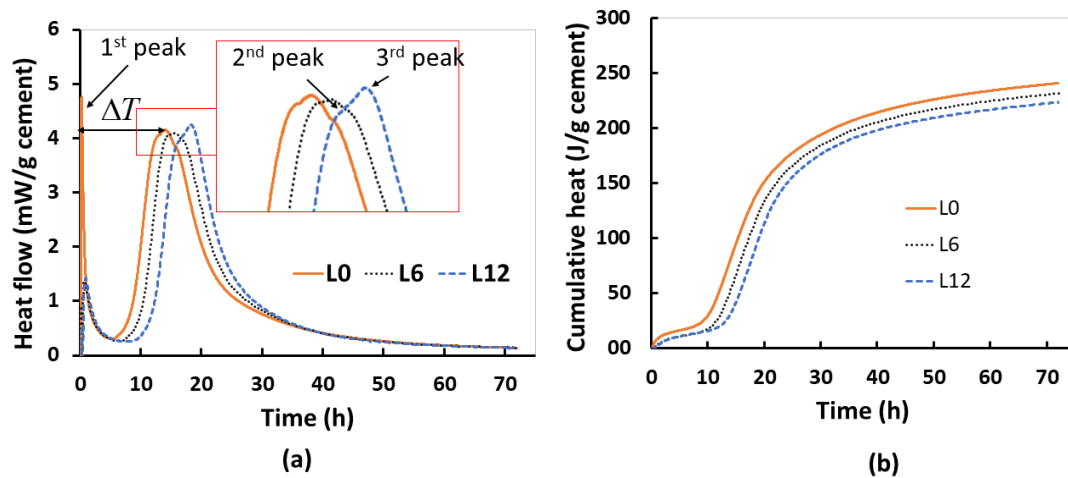 Heat flow (mW/g cement)
6
5
4
3
2
1
0
1st peak
ΔT
2nd peak
3rd peak
L0 L6 L12
0 10 20 30 40 50 60 70
Time (h)
(a)
Cumulative heat (J/g cement)
300
250
200
150
100
50
00
L0
L6
L12
0 10 20 30 40 50 60 70
Time (h)
(b)